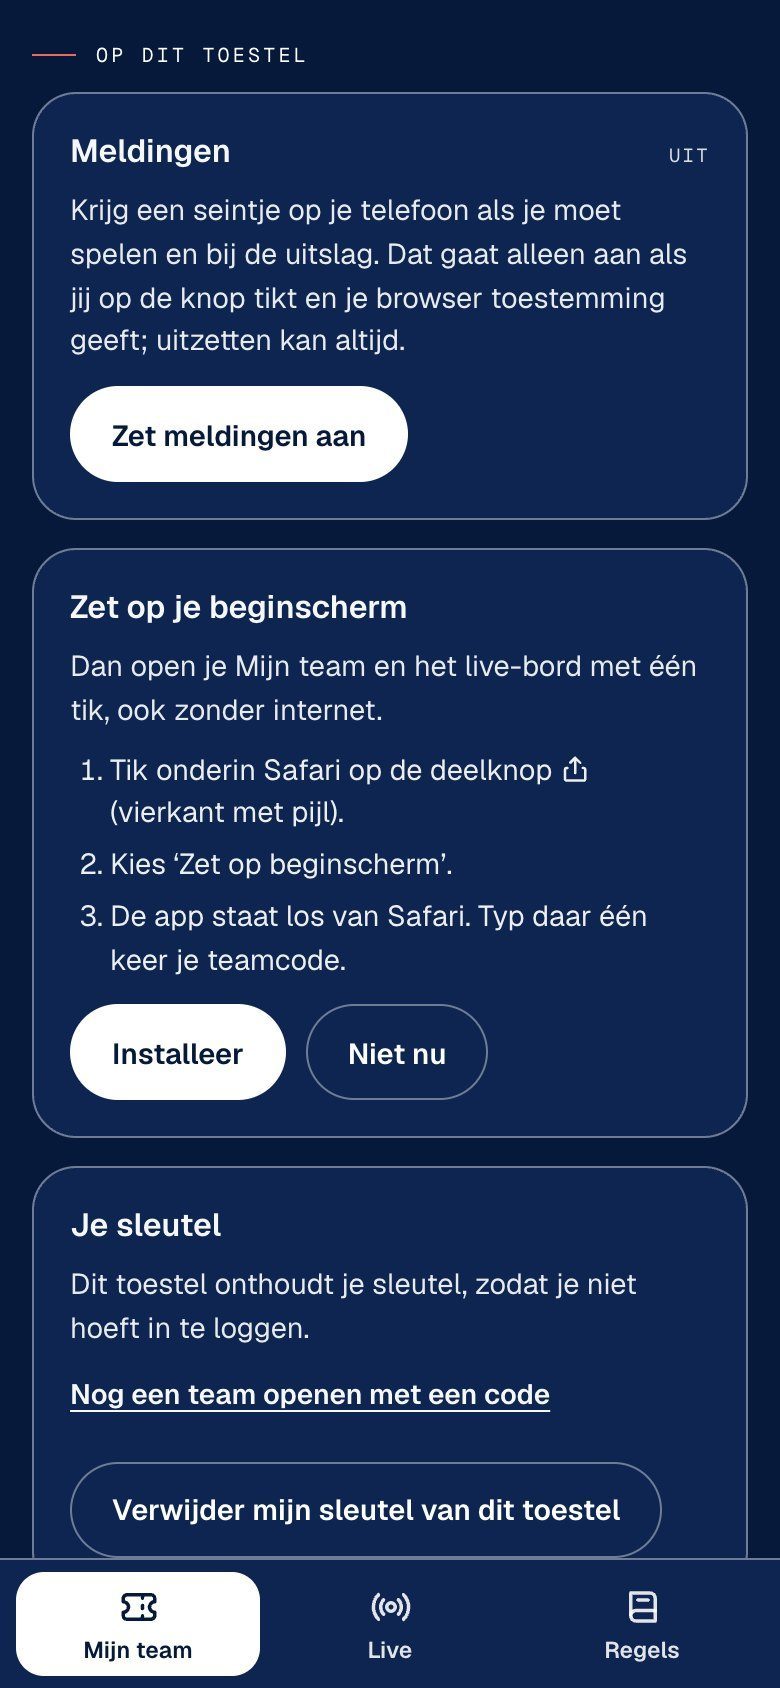 OP DIT TOESTEL
Meldingen
UIT
Krijg een seintje op je telefoon als je moet
spelen en bij de uitslag. Dat gaat alleen aan als
jij op de knop tikt en je browser toestemming
geeft; uitzetten kan altijd.
Zet meldingen aan
Zet op je beginscherm
Dan open je Mijn team en het live-bord met één
tik, ook zonder internet.
1. Tik onderin Safari op de deelknop
(vierkant met pijl).
2. Kies ‘Zet op beginscherm’.
3. De app staat los van Safari. Typ daar één
keer je teamcode.
Installeer
Niet nu
Je sleutel
Dit toestel onthoudt je sleutel, zodat je niet
hoeft in te loggen.
Nog een team openen met een code
Verwijder mijn sleutel van dit toestel
Mijn team
Live
Regels